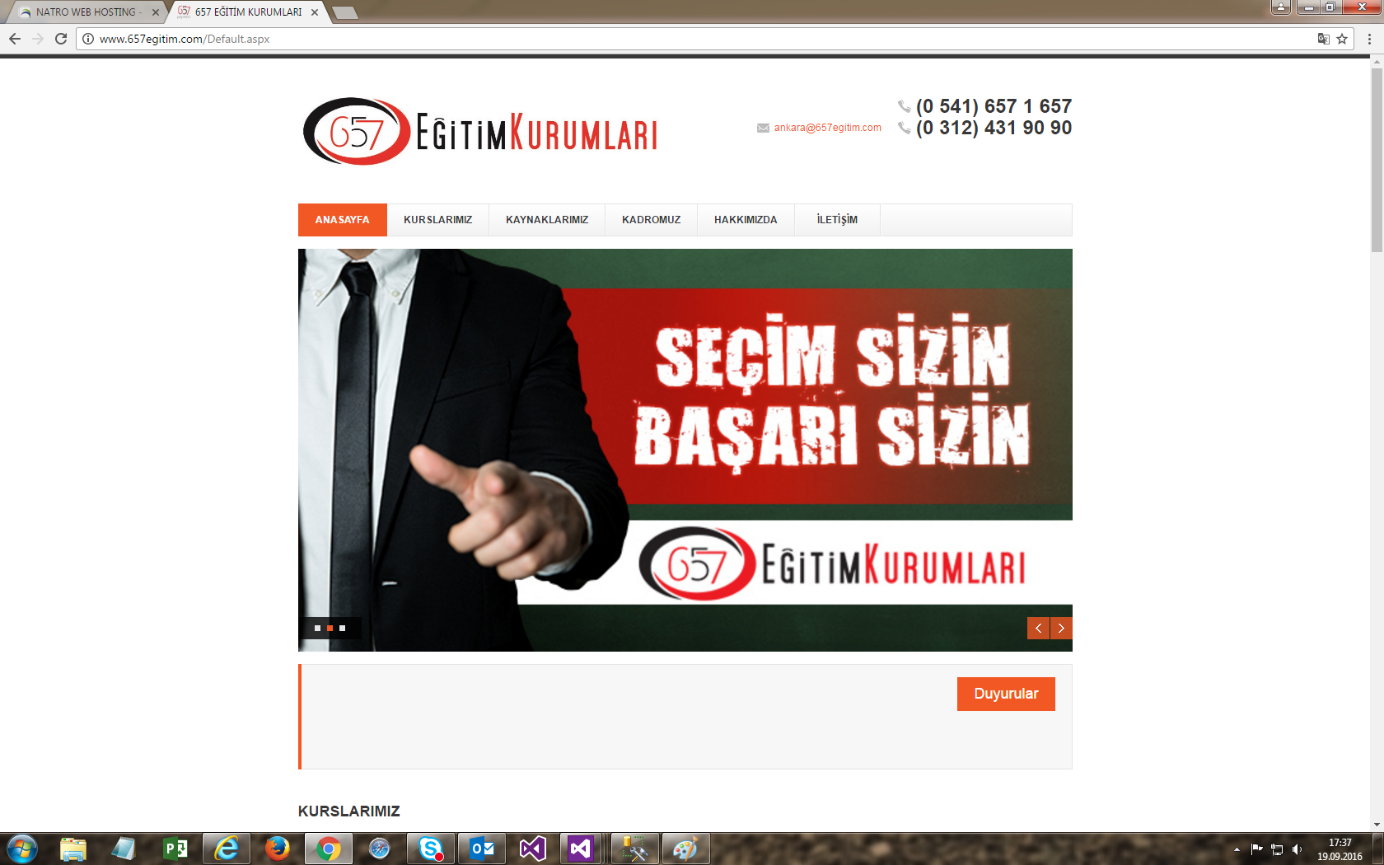 NATRO WEB HOSTING -
657 EĞİTİM KURUMLARI
www.657egitim.com/Default.aspx
657 EĞİTİM KURUMLARI
ankara@657egitim.com
(0 541) 657 1 657
(0 312) 431 90 90
ANASAYFA KURSLARIMIZ KAYNAKLARIMIZ KADROMUZ HAKKIMIZDA İLETİŞİM
SEÇİM SİZİN
BAŞARI SİZİN
657 EĞİTİM KURUMLARI
Duyurular
KURSLARIMIZ
17:37
19.09.2016